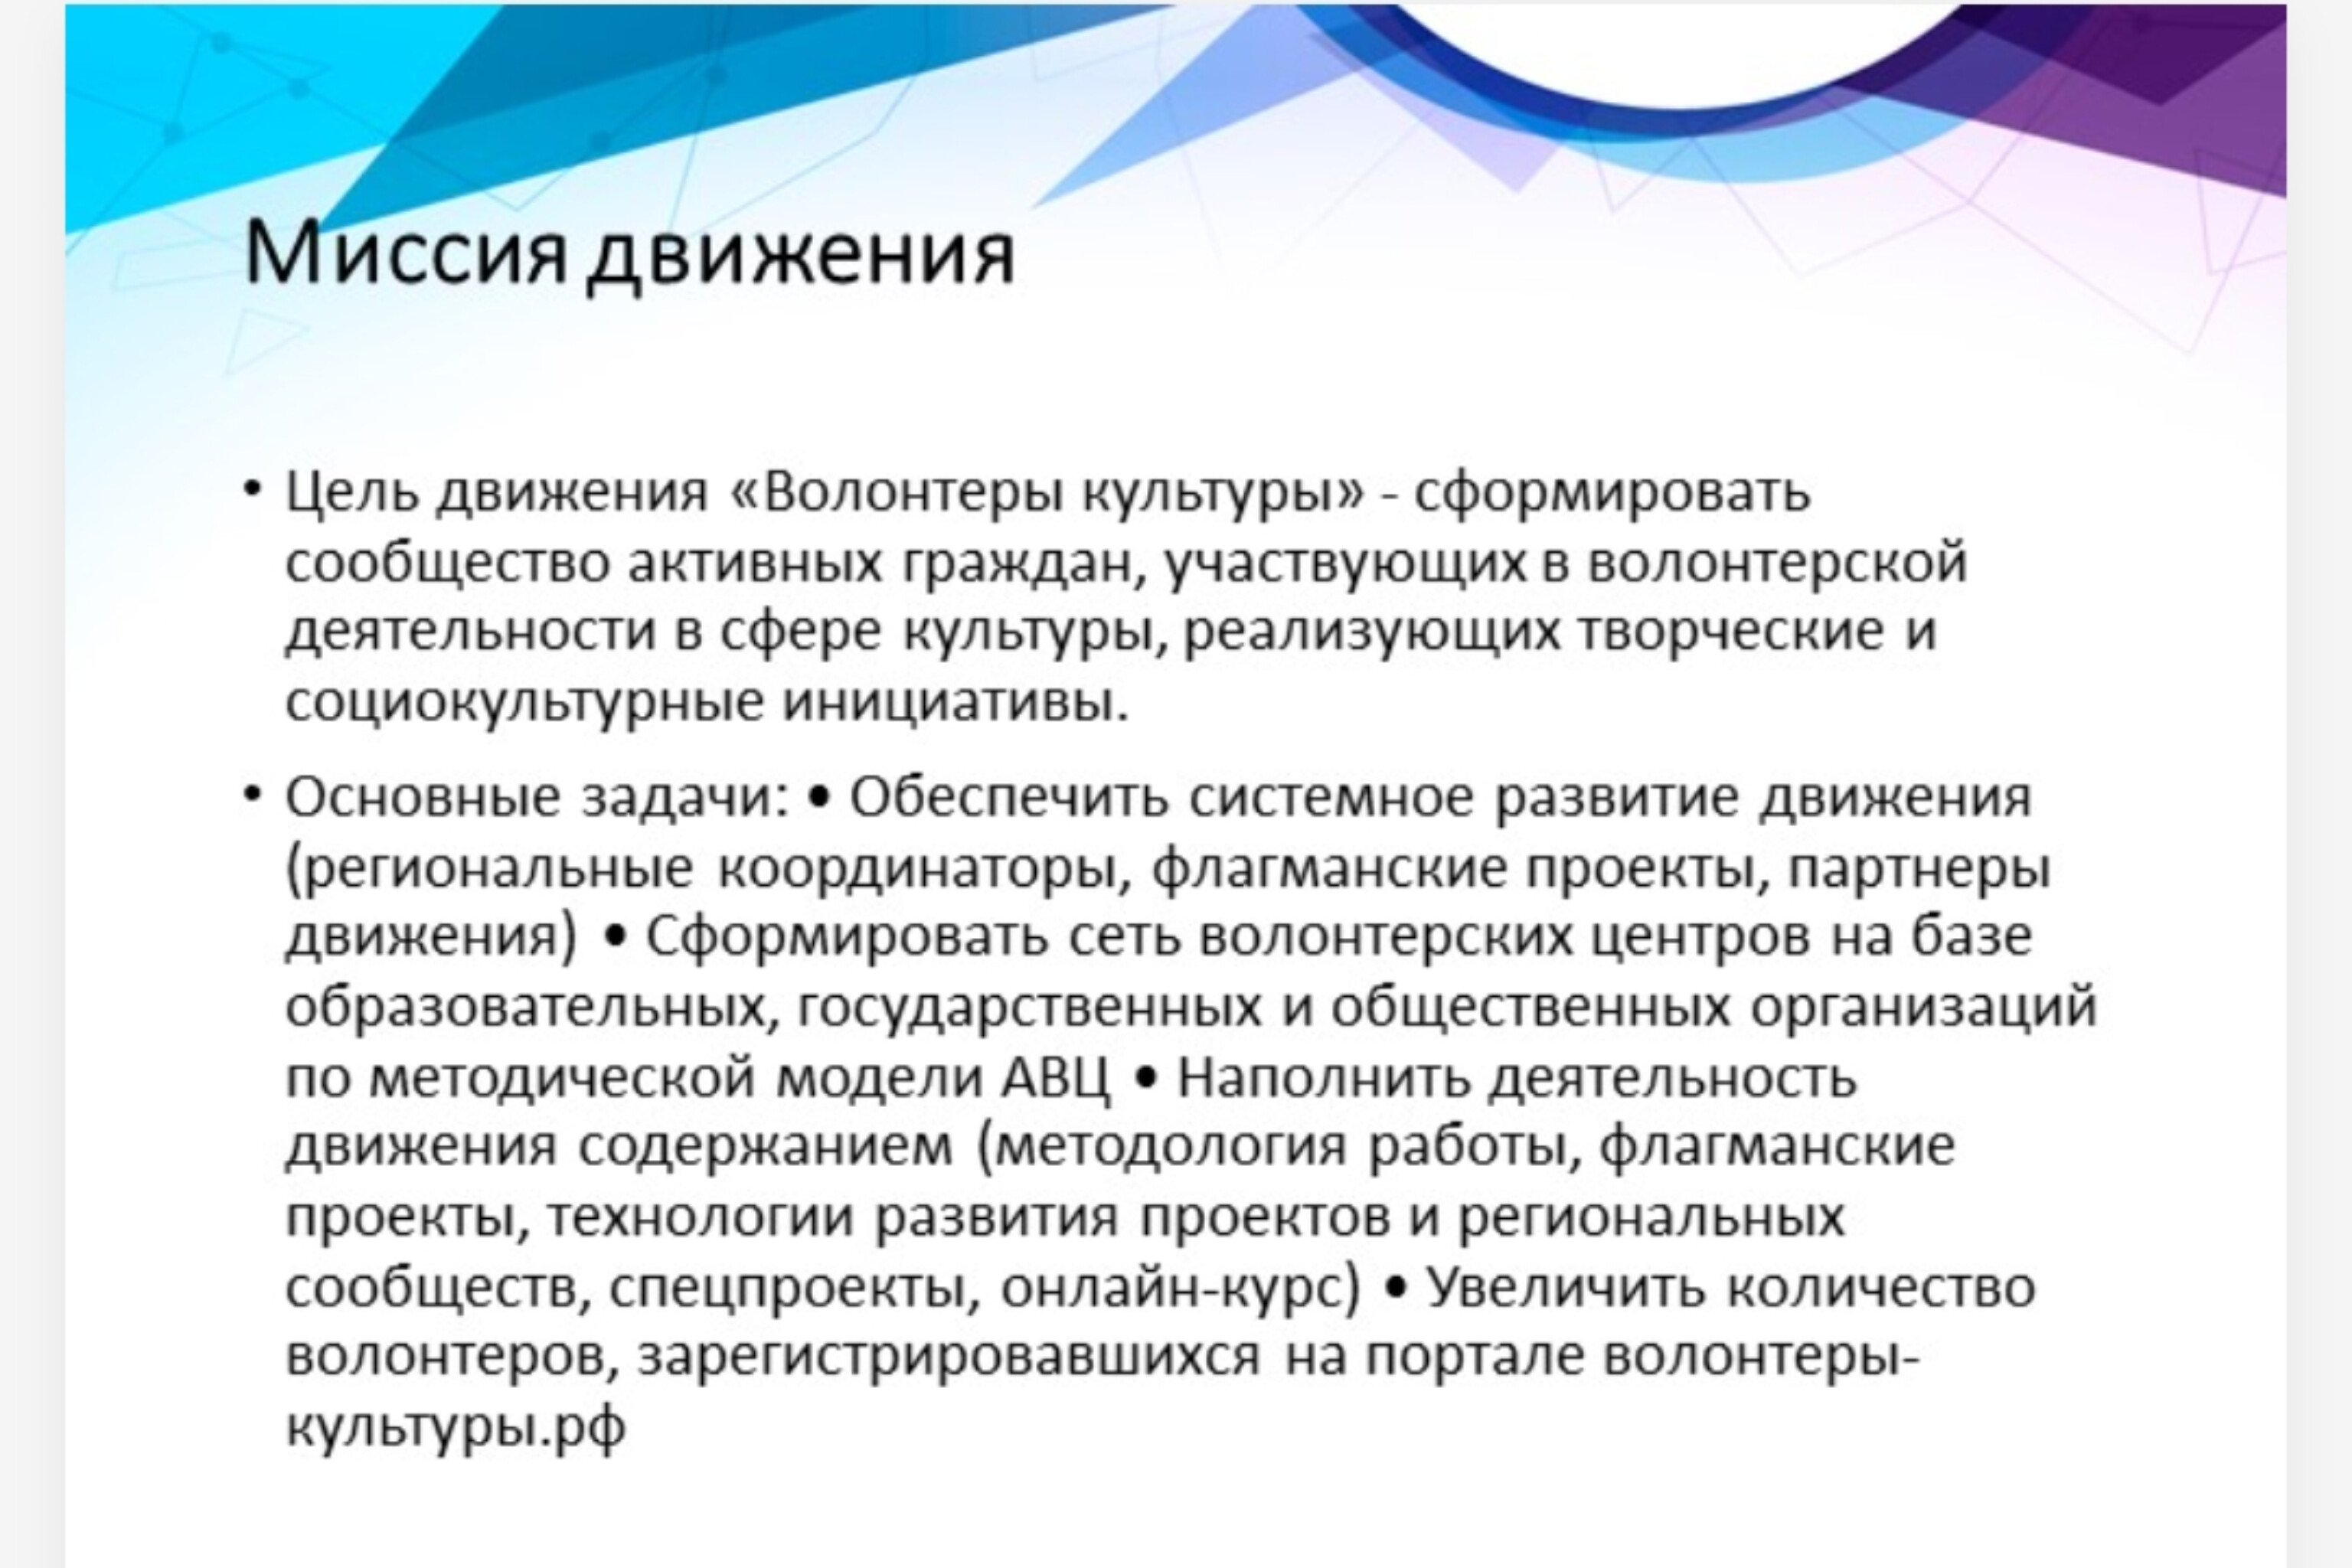 Миссия движения
• Цель движения «Волонтеры культуры» - сформировать
сообщество активных граждан, участвующих в волонтерской
деятельности в сфере культуры, реализующих творческие и
социокультурные инициативы.
• Основные задачи: • Обеспечить системное развитие движения
(региональные координаторы, флагманские проекты, партнеры
движения) • Сформировать сеть волонтерских центров на базе
образовательных, государственных и общественных организаций
по методической модели АВЦ • Наполнить деятельность
движения содержанием (методология работы, флагманские
проекты, технологии развития проектов и региональных
сообществ, спецпроекты, онлайн-курс) • Увеличить количество
волонтеров, зарегистрировавшихся на портале волонтеры-
культуры.рф